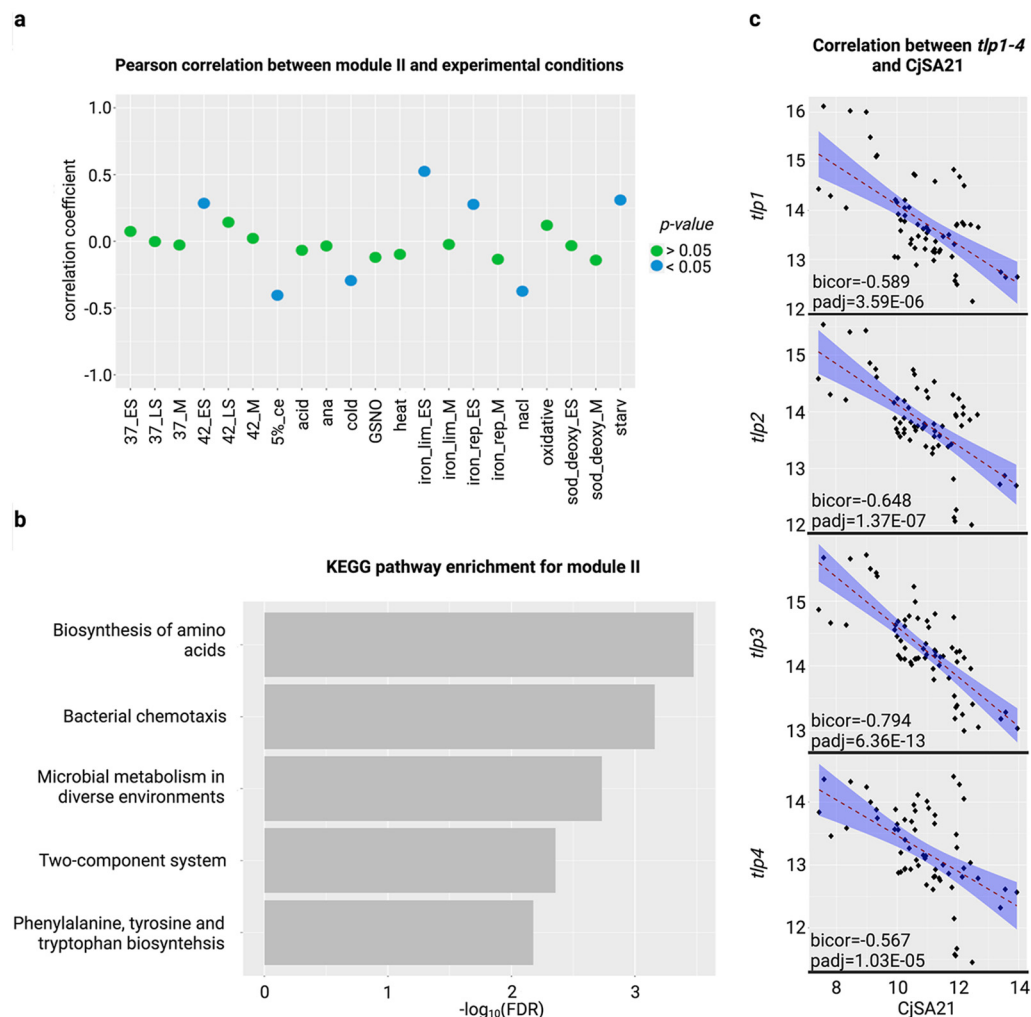 a
Pearson correlation between module II and experimental conditions
correlation coefficient
1.0
0.5
0.0
-0.5
-1.0
37_ES
37_LS
37_M
42_ES
42_LS
42_M
5%_ce
acid
ana
cold
GSNO
heat
iron_lim_ES
iron_lim_M
iron_rep_ES
iron_rep_M
nacl
oxidative
sod_deoxy_ES
sod_deoxy_M
starv
p-value
> 0.05
< 0.05
b
KEGG pathway enrichment for module II
Biosynthesis of amino
acids
Bacterial chemotaxis
Microbial metabolism in
diverse environments
Two-component system
Phenylalanine, tyrosine and
tryptophan biosyntehsis
0 1 2 3
-log10(FDR)
c
Correlation between tlp1-4
and CjSA21
tlp1
16
15
14
13
12
bicor=-0.589
padj=3.59E-06
tlp2
15
14
13
12
bicor=-0.648
padj=1.37E-07
tlp3
15
14
13
bicor=-0.794
padj=6.36E-13
tlp4
14
13
12
bicor=-0.567
padj=1.03E-05
8 10 12 14
CjSA21